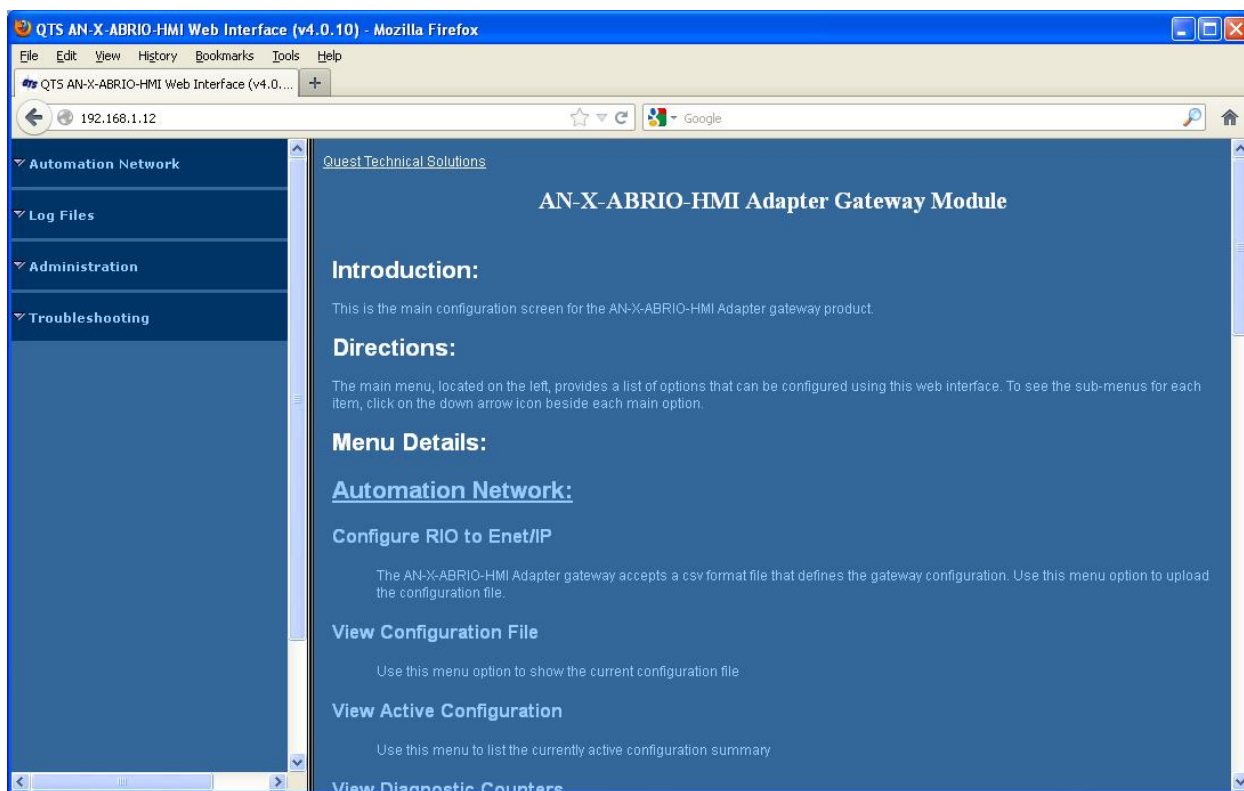 QTS AN-X-ABRIO-HMI Web Interface (v4.0.10) - Mozilla Firefox
File Edit View History Bookmarks Tools Help
QTS QTS AN-X-ABRIO-HMI Web Interface (v4.0.... +
192.168.1.12 Google
Automation Network
Log Files
Administration
Troubleshooting
Quest Technical Solutions
AN-X-ABRIO-HMI Adapter Gateway Module
Introduction:
This is the main configuration screen for the AN-X-ABRIO-HMI Adapter gateway product.
Directions:
The main menu, located on the left, provides a list of options that can be configured using this web interface. To see the sub-menus for each
item, click on the down arrow icon beside each main option.
Menu Details:
Automation Network:
Configure RIO to Enet/IP
The AN-X-ABRIO-HMI Adapter gateway accepts a csv format file that defines the gateway configuration. Use this menu option to upload
the configuration file.
View Configuration File
Use this menu option to show the current configuration file
View Active Configuration
Use this menu to list the currently active configuration summary
View Diagnostic Counters